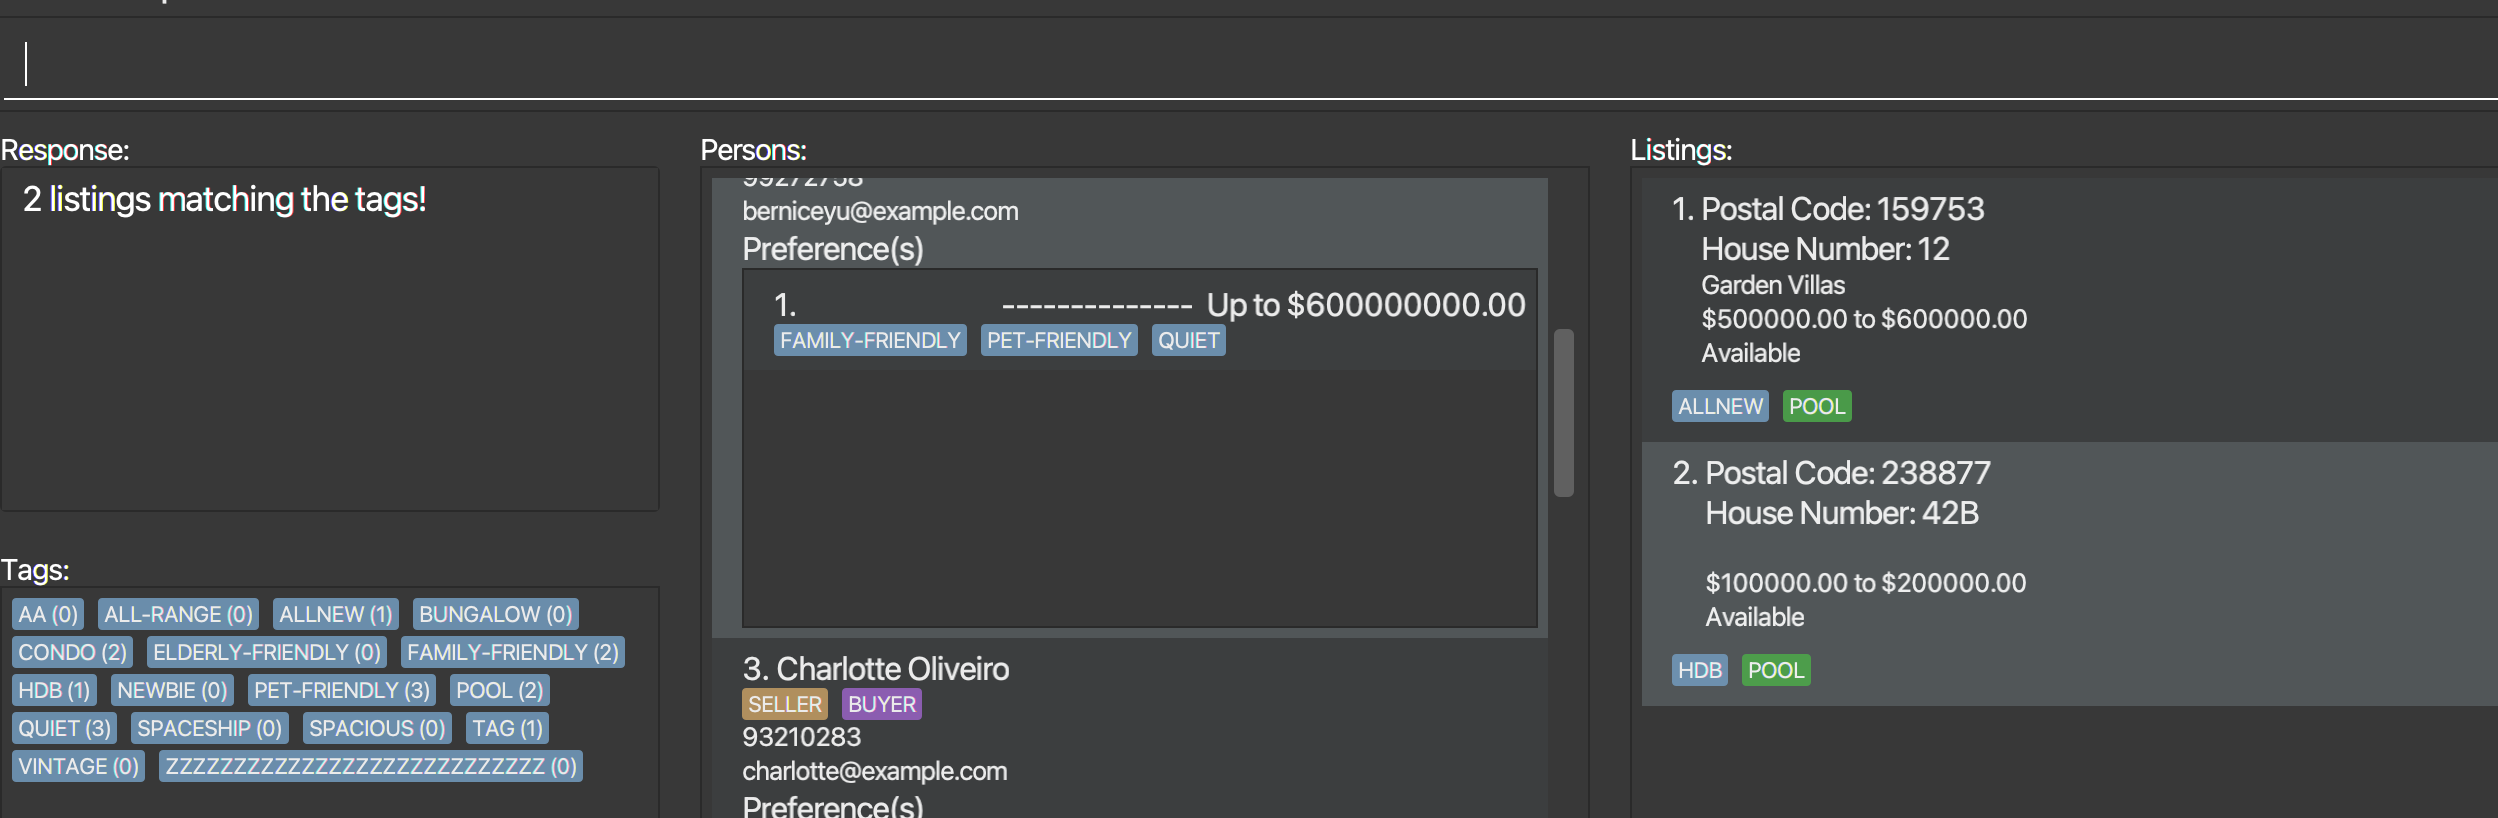 Response:
2 listings matching the tags!
Tags:
AA (0) ALL-RANGE (0) ALLNEW (1) BUNGALOW (0)
CONDO (2) ELDERLY-FRIENDLY (0) FAMILY-FRIENDLY (2)
HDB (1) NEWBIE (0) PET-FRIENDLY (3) POOL (2)
QUIET (3) SPACESHIP (0) SPACIOUS (0) TAG (1)
VINTAGE (0) ZZZZZZZZZZZZZZZZZZZZZZZZZZZZ (0)
Persons:
99272758
berniceyu@example.com
Preference(s)
1. -------------- Up to $600000000.00
FAMILY-FRIENDLY PET-FRIENDLY QUIET
3. Charlotte Oliveiro
SELLER BUYER
93210283
charlotte@example.com
Preference(s)
Listings:
1. Postal Code: 159753
House Number: 12
Garden Villas
$500000.00 to $600000.00
Available
ALLNEW POOL
2. Postal Code: 238877
House Number: 42B
$100000.00 to $200000.00
Available
HDB POOL